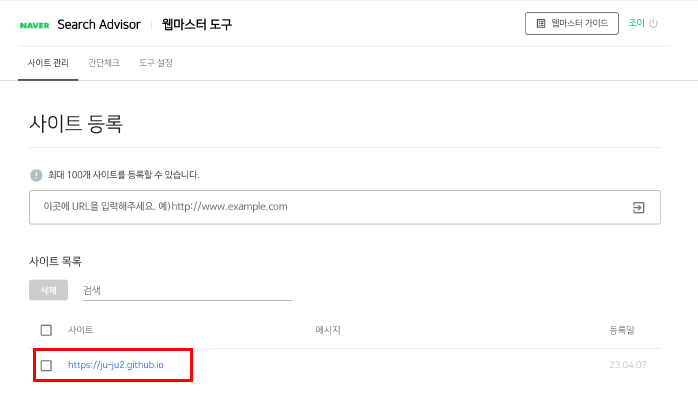 NAVER Search Advisor 웹마스터 도구 웹마스터 가이드 조이
사이트 관리 간단체크 도구 설정
사이트 등록
최대 100개 사이트를 등록할 수 있습니다.
이곳에 URL을 입력해주세요. 예)http://www.example.com
사이트 목록
삭제 검색
사이트 메시지 등록일
https://ju-ju2.github.io 23.04.07